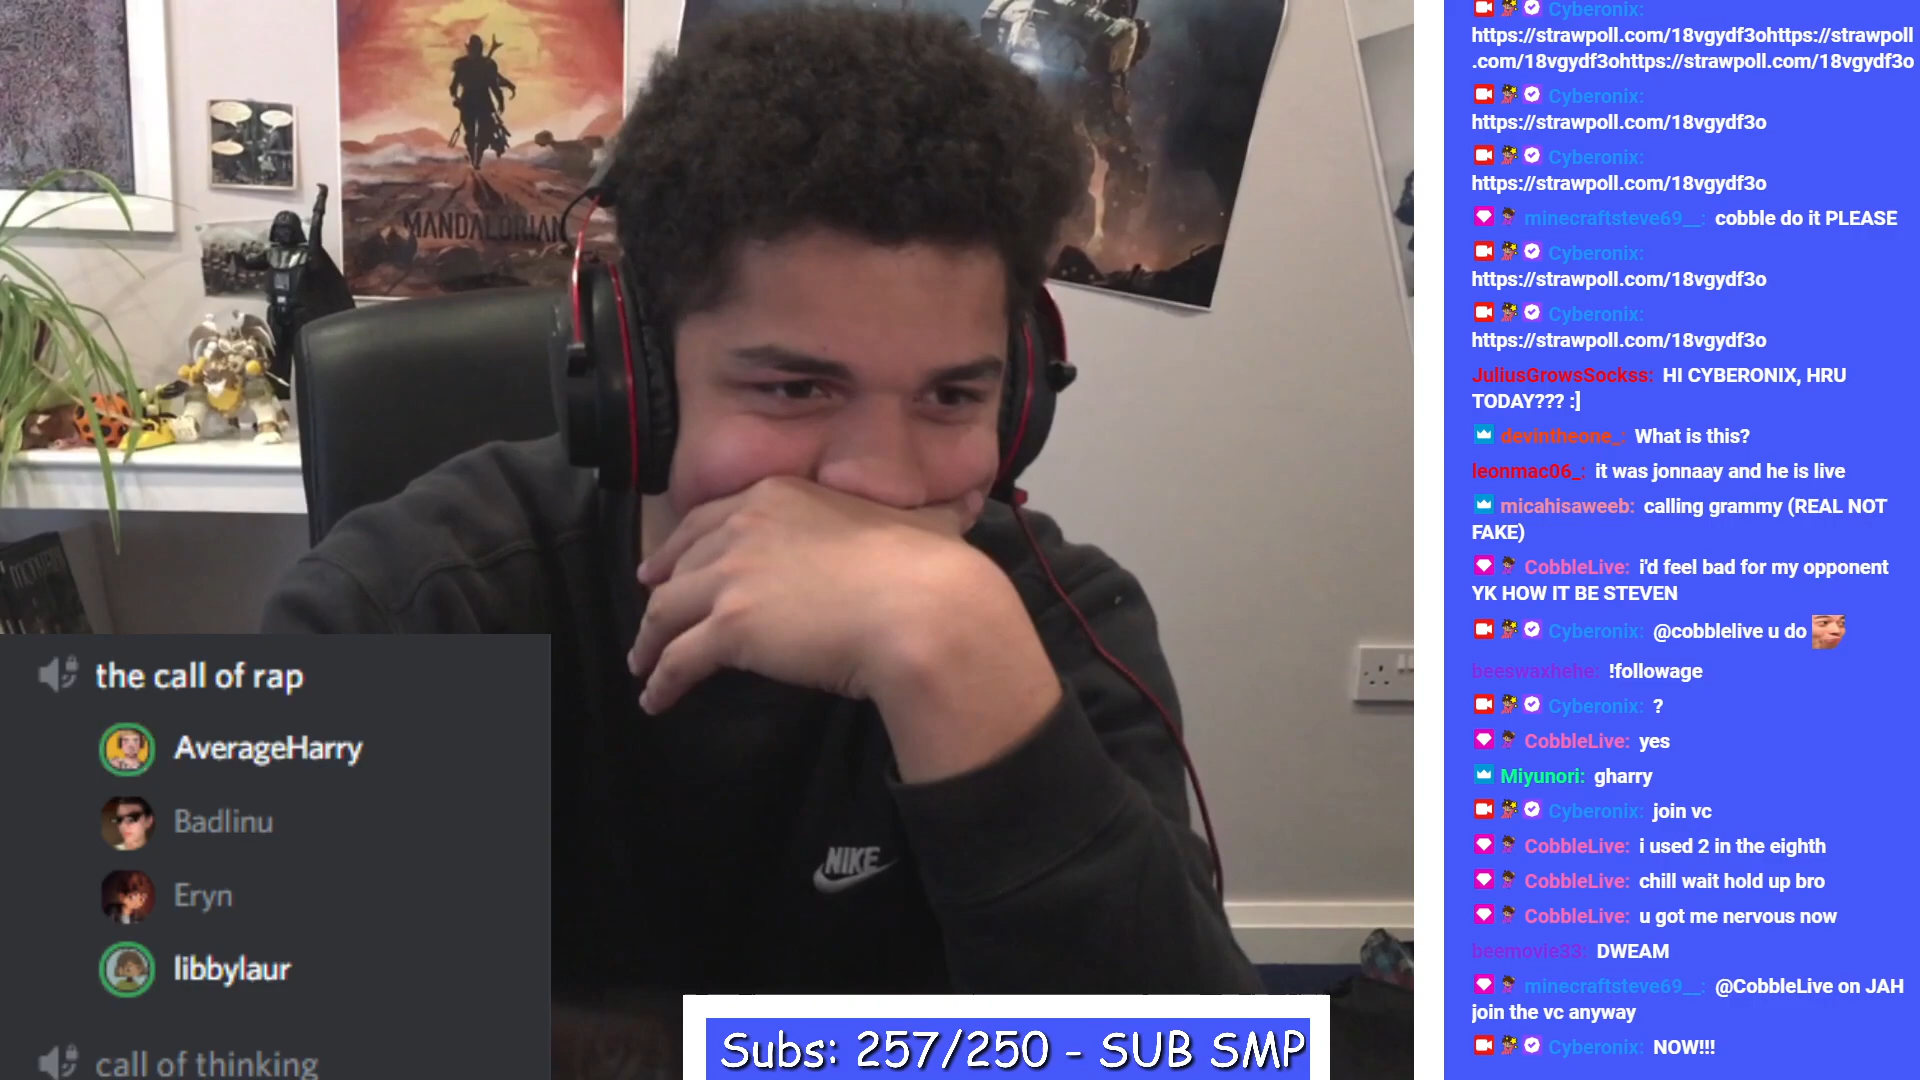 MANDALORIAN
NIKE
the call of rap
AverageHarry
Badlinu
Eryn
libbylaur
call of thinking
Subs: 257/250 - SUB SMP
Cyberonix:
https://strawpoll.com/18vgydf3ohttps://strawpoll
.com/18vgydf3ohttps://strawpoll.com/18vgydf3o
Cyberonix:
https://strawpoll.com/18vgydf3o
Cyberonix:
https://strawpoll.com/18vgydf3o
minecraftsteve69__: cobble do it PLEASE
Cyberonix:
https://strawpoll.com/18vgydf3o
Cyberonix:
https://strawpoll.com/18vgydf3o
JuliusGrowsSockss: HI CYBERONIX, HRU
TODAY??? :]
devintheone_: What is this?
leonmac06_: it was jonnaay and he is live
micahisaweeb: calling grammy (REAL NOT
FAKE)
CobbleLive: i'd feel bad for my opponent
YK HOW IT BE STEVEN
Cyberonix: @cobblelive u do
beeswaxhehe: !followage
Cyberonix: ?
CobbleLive: yes
Miyunori: gharry
Cyberonix: join vc
CobbleLive: i used 2 in the eighth
CobbleLive: chill wait hold up bro
CobbleLive: u got me nervous now
beemovie33: DWEAM
minecraftsteve69__: @CobbleLive on JAH
join the vc anyway
Cyberonix: NOW!!!